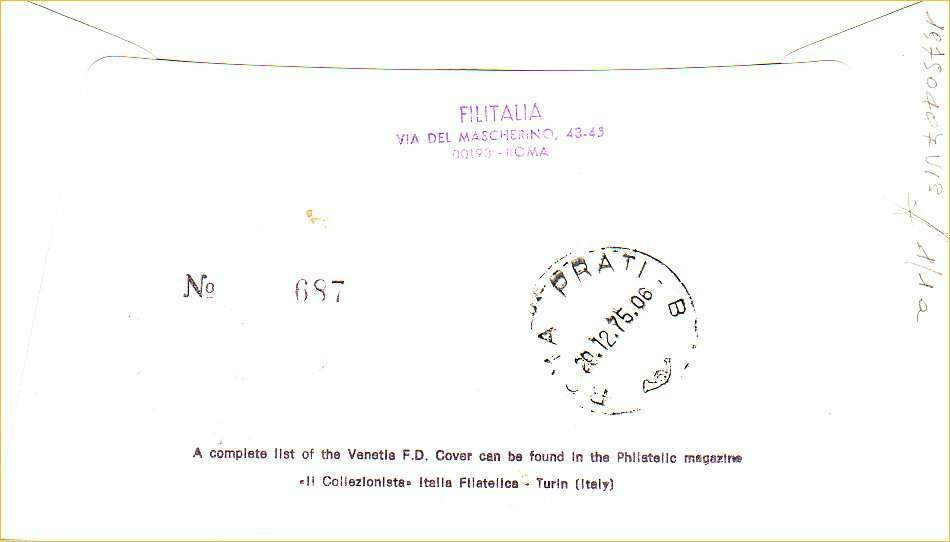 FILITALIA
VIA DEL MASCHERINO, 43-45
00193 - ROMA
No 687
ROMA PRATI - B
20.12.75.06
A complete list of the Venetia F.D. Cover can be found in the Philatelic magazine
«Il Collezionista» Italia Filatelica - Turin (Italy)